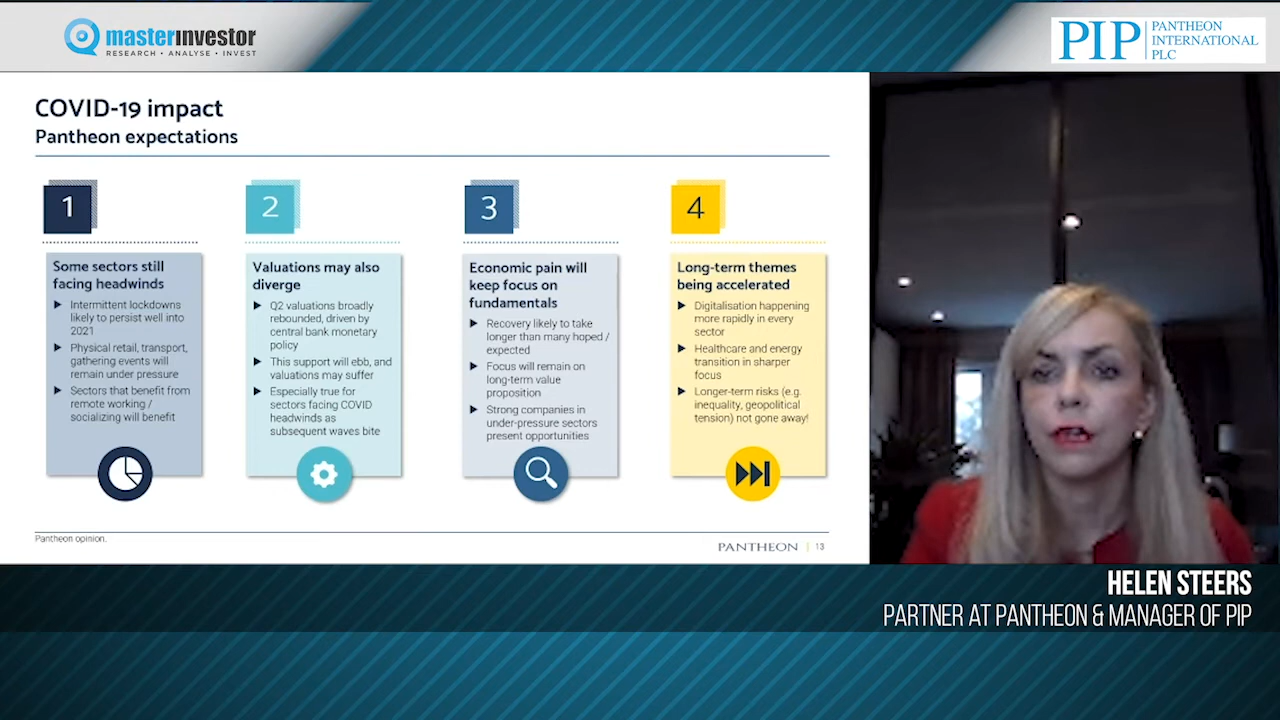 masterinvestor
RESEARCH • ANALYSE • INVEST
PIP
PANTHEON
INTERNATIONAL
PLC
COVID-19 impact
Pantheon expectations
1
Some sectors still
facing headwinds
Intermittent lockdowns
likely to persist well into
2021
Physical retail, transport,
gathering events will
remain under pressure
Sectors that benefit from
remote working /
socializing will benefit
2
Valuations may also
diverge
Q2 valuations broadly
rebounded, driven by
central bank monetary
policy
This support will ebb, and
valuations may suffer
Especially true for
sectors facing COVID
headwinds as
subsequent waves bite
3
Economic pain will
keep focus on
fundamentals
Recovery likely to take
longer than many hoped /
expected
Focus will remain on
long-term value
proposition
Strong companies in
under-pressure sectors
present opportunities
4
Long-term themes
being accelerated
Digitalisation happening
more rapidly in every
sector
Healthcare and energy
transition in sharper
focus
Longer-term risks (e.g.
inequality, geopolitical
tension) not gone away!
Pantheon opinion.
PANTHEON | 13
HELEN STEERS
PARTNER AT PANTHEON & MANAGER OF PIP